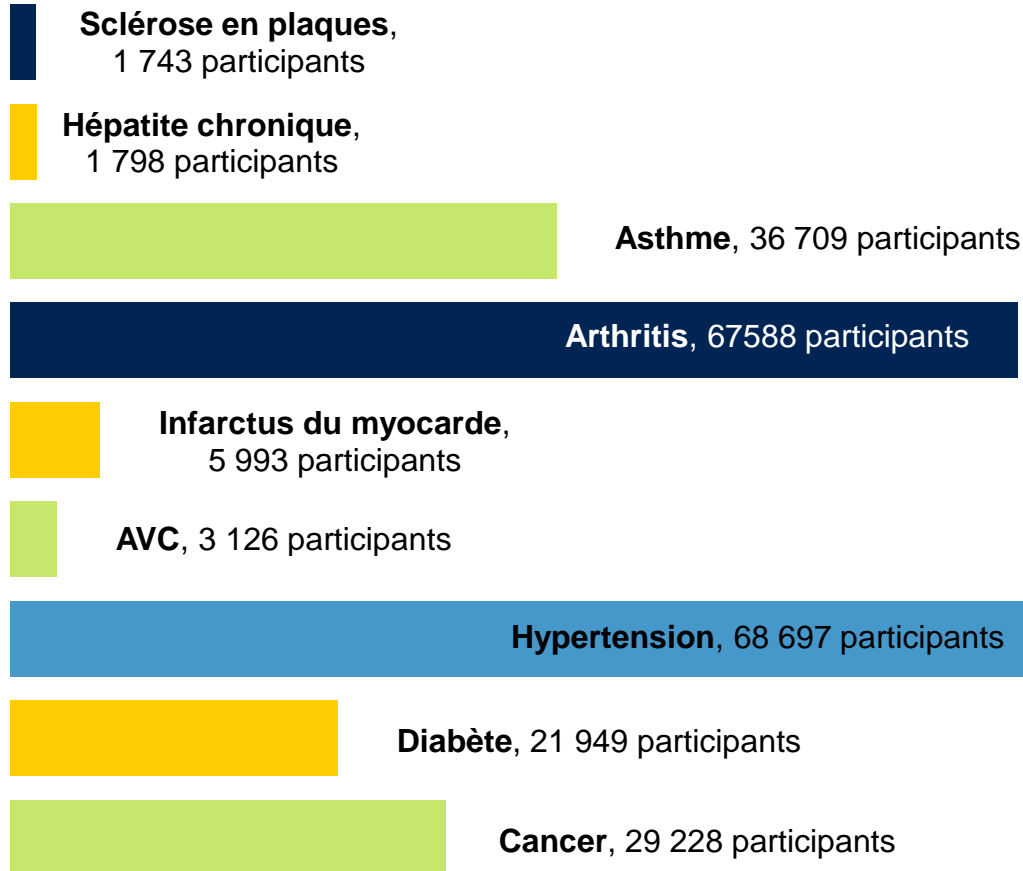 Sclérose en plaques,
1 743 participants
Hépatite chronique,
1 798 participants
Asthme, 36 709 participants
Arthritis, 67588 participants
Infarctus du myocarde,
5 993 participants
AVC, 3 126 participants
Hypertension, 68 697 participants
Diabète, 21 949 participants
Cancer, 29 228 participants